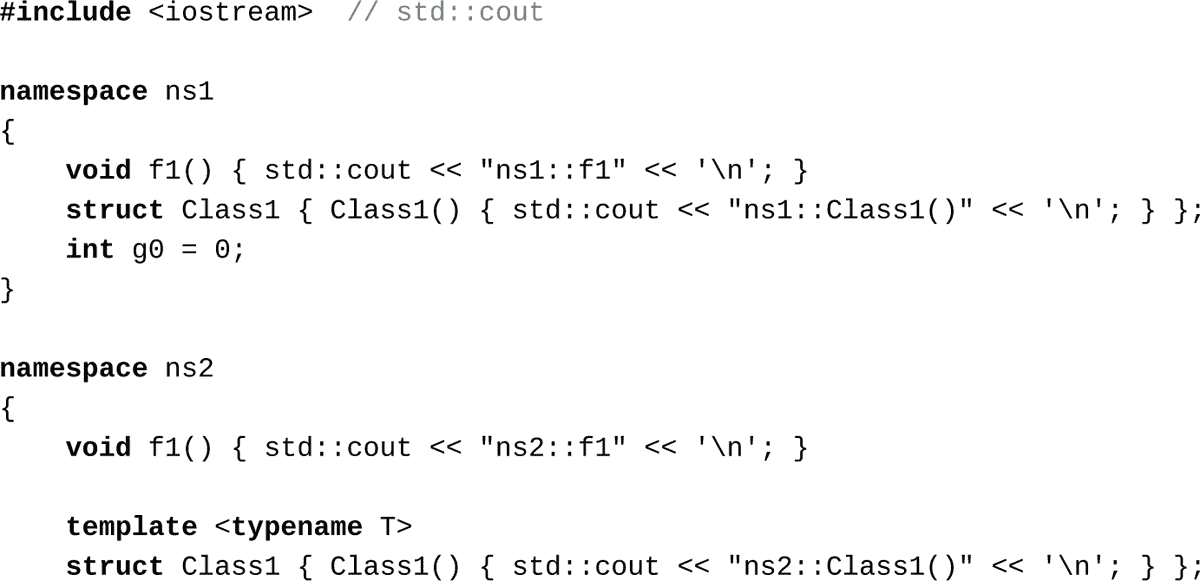 #include <iostream>  // std::cout
namespace ns1
{
    void f1() { std::cout << "ns1::f1" << '\n'; }
    struct Class1 { Class1() { std::cout << "ns1::Class1()" << '\n'; } };
    int g0 = 0;
}
namespace ns2
{
    void f1() { std::cout << "ns2::f1" << '\n'; }
    template <typename T>
    struct Class1 { Class1() { std::cout << "ns2::Class1()" << '\n'; } };